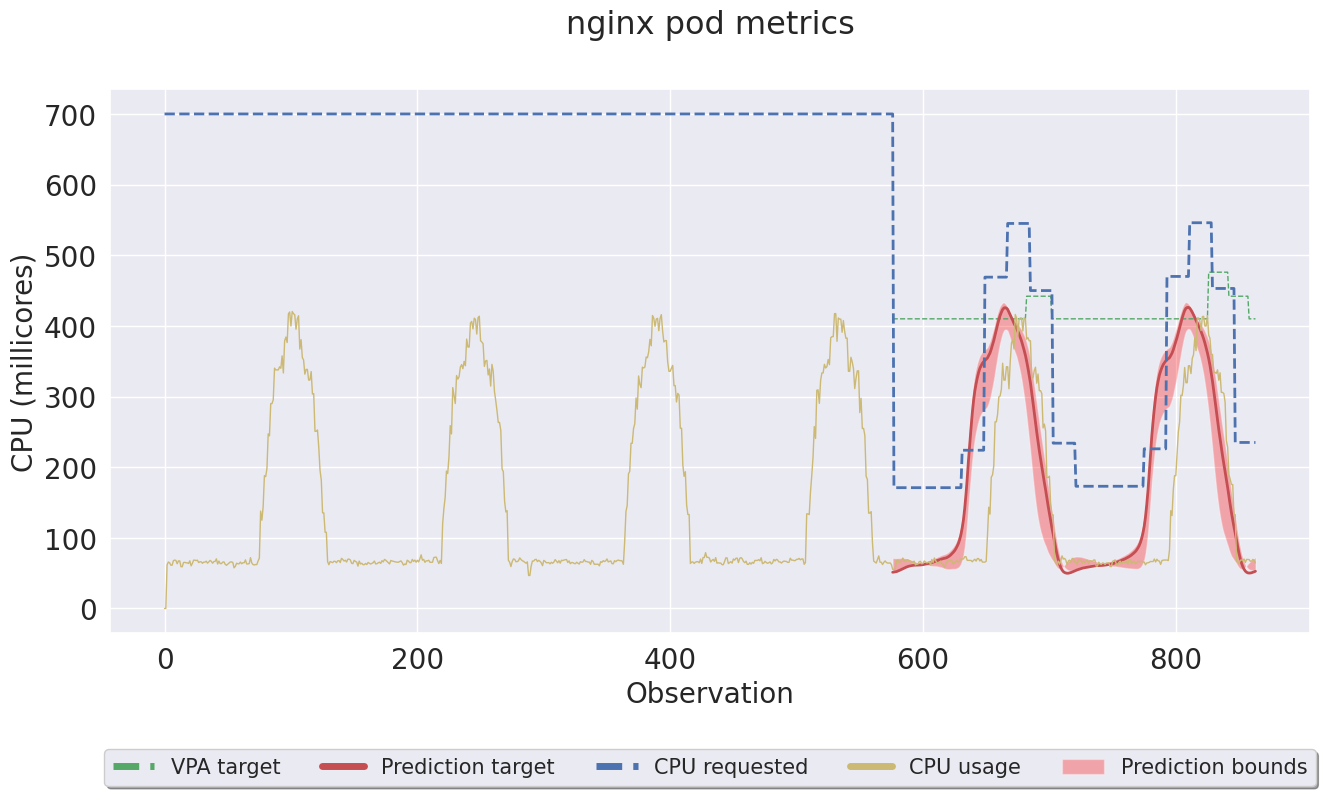 nginx pod metrics
CPU (millicores)
700
600
500
400
300
200
100
0
0 200 400 600 800
Observation
VPA target Prediction target CPU requested CPU usage Prediction bounds